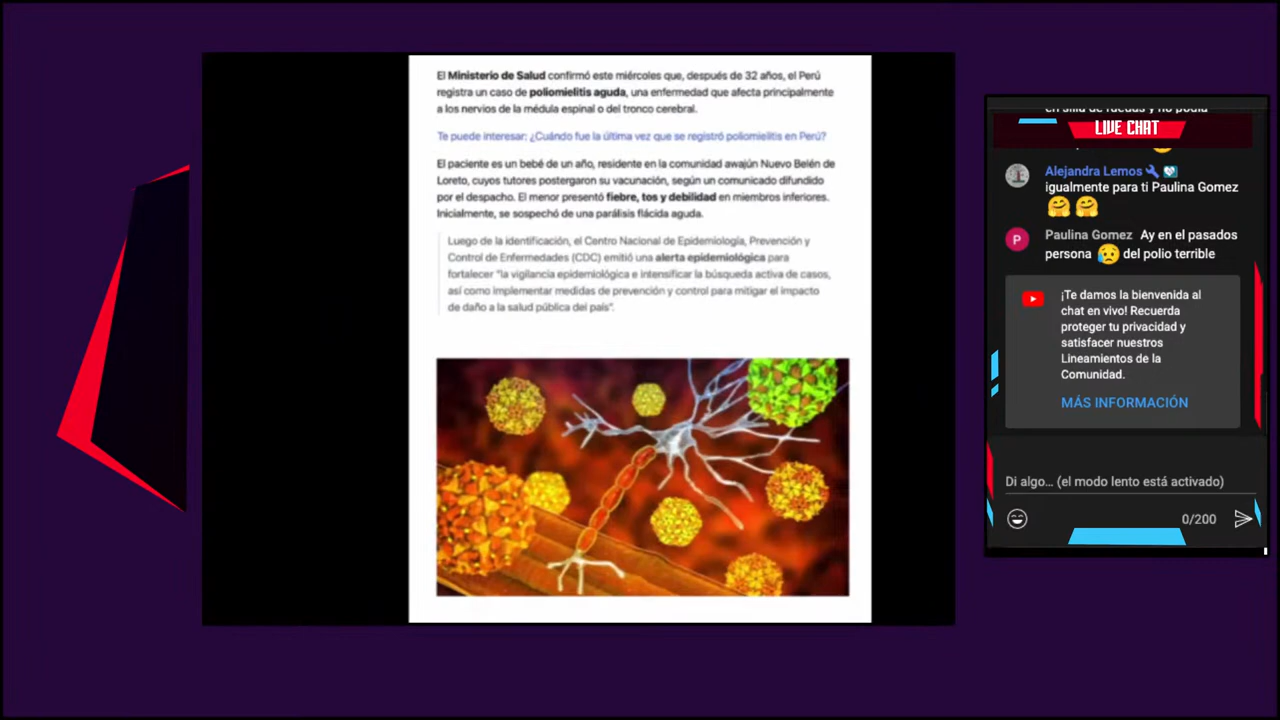 El Ministerio de Salud confirmó este miércoles que, después de 32 años, el Perú
registra un caso de poliomielitis aguda, una enfermedad que afecta principalmente
a los nervios de la médula espinal o del tronco cerebral.
Te puede interesar: ¿Cuándo fue la última vez que se registró poliomielitis en Perú?
El paciente es un bebé de un año, residente en la comunidad awajún Nuevo Belén de
Loreto, cuyos tutores postergaron su vacunación, según un comunicado difundido
por el despacho. El menor presentó fiebre, tos y debilidad en miembros inferiores.
Inicialmente, se sospechó de una parálisis flácida aguda.
Luego de la identificación, el Centro Nacional de Epidemiología, Prevención y
Control de Enfermedades (CDC) emitió una alerta epidemiológica para
fortalecer "la vigilancia epidemiológica e intensificar la búsqueda activa de casos,
así como implementar medidas de prevención y control para mitigar el impacto
de daño a la salud pública del país".
en silla de ruedas y no podía
LIVE CHAT
Alejandra Lemos
igualmente para ti Paulina Gomez
P
Paulina Gomez Ay en el pasados
persona del polio terrible
¡Te damos la bienvenida al
chat en vivo! Recuerda
proteger tu privacidad y
satisfacer nuestros
Lineamientos de la
Comunidad.
MÁS INFORMACIÓN
Di algo... (el modo lento está activado)
0/200